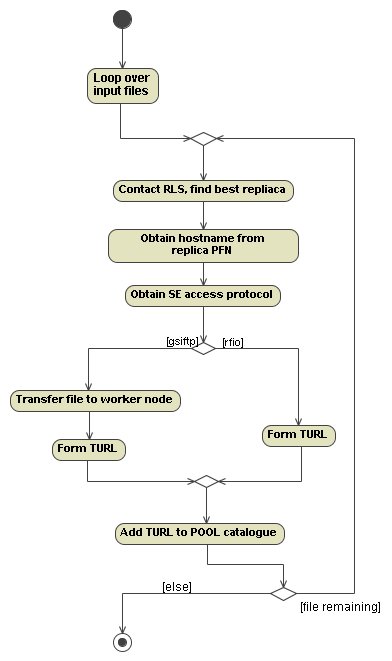 Loop over
input files
Contact RLS, find best repliaca
Obtain hostname from
replica PFN
Obtain SE access protocol
[gsiftp]
[rfio]
Transfer file to worker node
Form TURL
Form TURL
Add TURL to POOL catalogue
[else]
[file remaining]